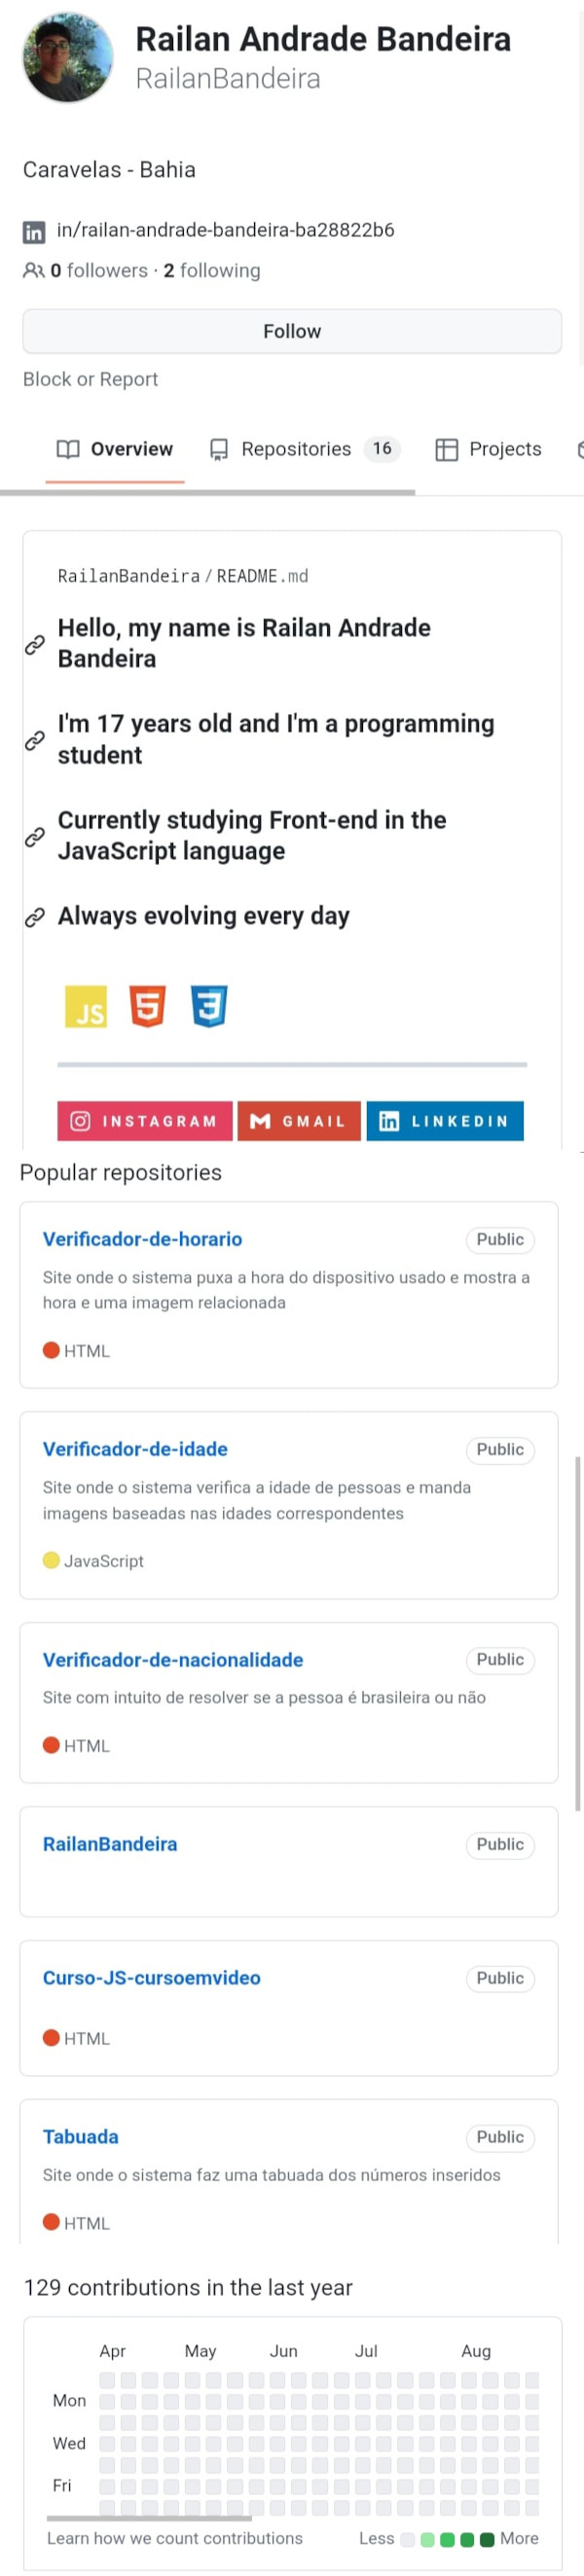 Railan Andrade Bandeira
RailanBandeira
Caravelas - Bahia
in/railan-andrade-bandeira-ba28822b6
0 followers · 2 following
Follow
Block or Report
Overview
Repositories 16
Projects
RailanBandeira / README.md
Hello, my name is Railan Andrade
Bandeira
I'm 17 years old and I'm a programming
student
Currently studying Front-end in the
JavaScript language
Always evolving every day
JS 5 3
INSTAGRAM GMAIL LINKEDIN
Popular repositories
Verificador-de-horario Public
Site onde o sistema puxa a hora do dispositivo usado e mostra a
hora e uma imagem relacionada
HTML
Verificador-de-idade Public
Site onde o sistema verifica a idade de pessoas e manda
imagens baseadas nas idades correspondentes
JavaScript
Verificador-de-nacionalidade Public
Site com intuito de resolver se a pessoa é brasileira ou não
HTML
RailanBandeira Public
Curso-JS-cursoemvideo Public
HTML
Tabuada Public
Site onde o sistema faz uma tabuada dos números inseridos
HTML
129 contributions in the last year
Apr May Jun Jul Aug
Mon
Wed
Fri
Learn how we count contributions Less More